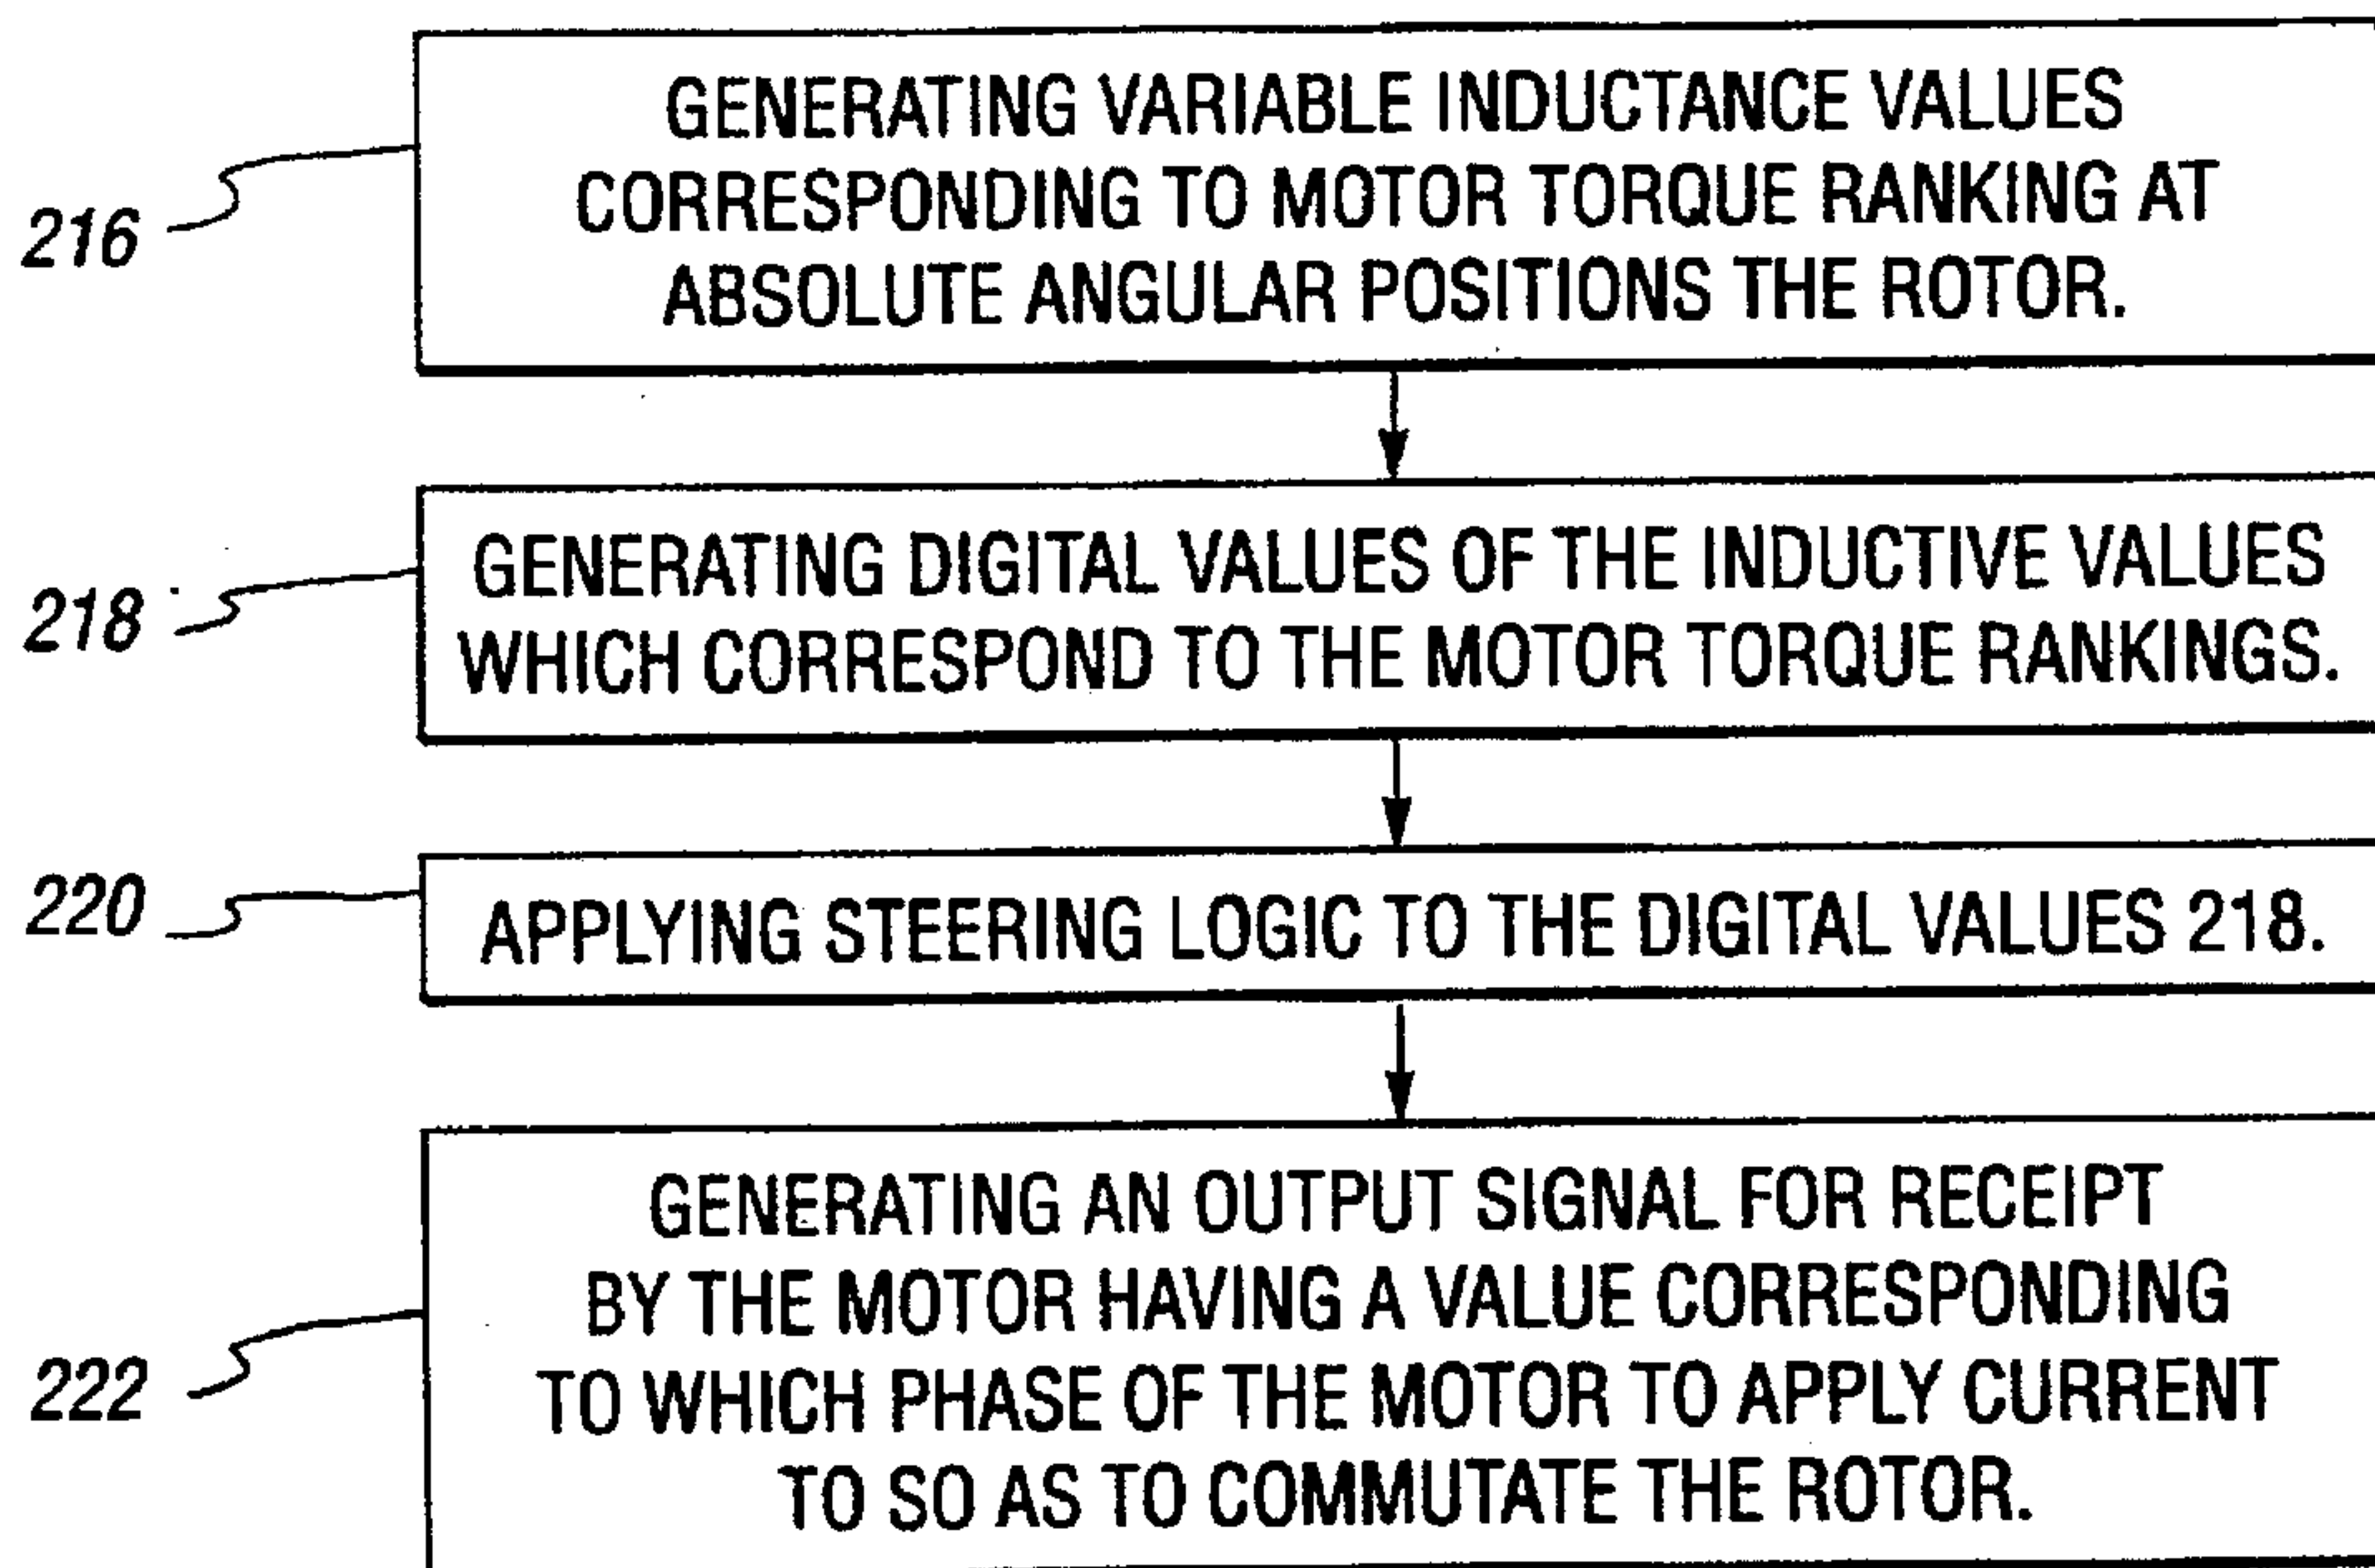 GENERATING VARIABLE INDUCTANCE VALUES
CORRESPONDING TO MOTOR TORQUE RANKING AT
ABSOLUTE ANGULAR POSITIONS THE ROTOR.
216
GENERATING DIGITAL VALUES OF THE INDUCTIVE VALUES
WHICH CORRESPOND TO THE MOTOR TORQUE RANKINGS.
218
APPLYING STEERING LOGIC TO THE DIGITAL VALUES 218.
220
GENERATING AN OUTPUT SIGNAL FOR RECEIPT
BY THE MOTOR HAVING A VALUE CORRESPONDING
TO WHICH PHASE OF THE MOTOR TO APPLY CURRENT
TO SO AS TO COMMUTATE THE ROTOR.
222